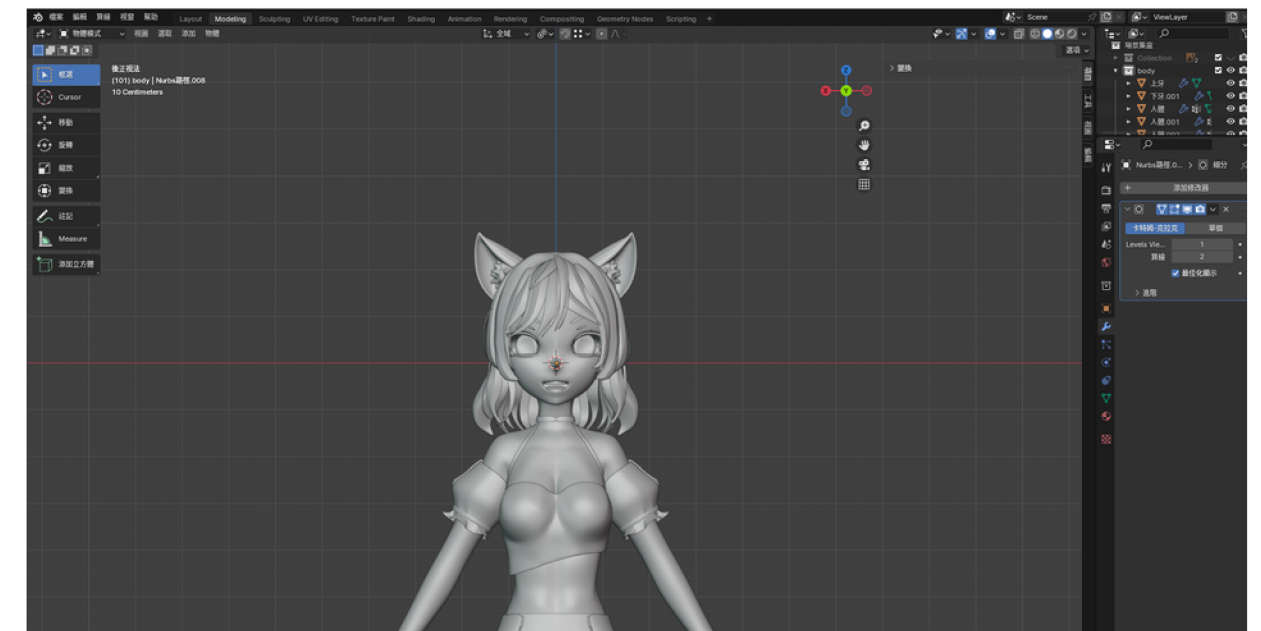 檔案 編輯 算繪 視窗 幫助 Layout Modeling Sculpting UV Editing Texture Paint Shading Animation Rendering Compositing Geometry Nodes Scripting + Scene ViewLayer
物體模式 視圖 選取 添加 物體 全域
選項
框選
Cursor
移動
旋轉
縮放
變換
註記
Measure
添加立方體
後正視法
(101) body | Nurbs路徑.008
10 Centimeters
Z
X
Y
變換
場景集合
Collection 2
body
上牙
下牙.001
人體
人體.001
Nurbs路徑.0... 細分
添加修改器
卡特姆-克拉克 單個
Levels Vie... 1
算繪 2
最佳化顯示
進階